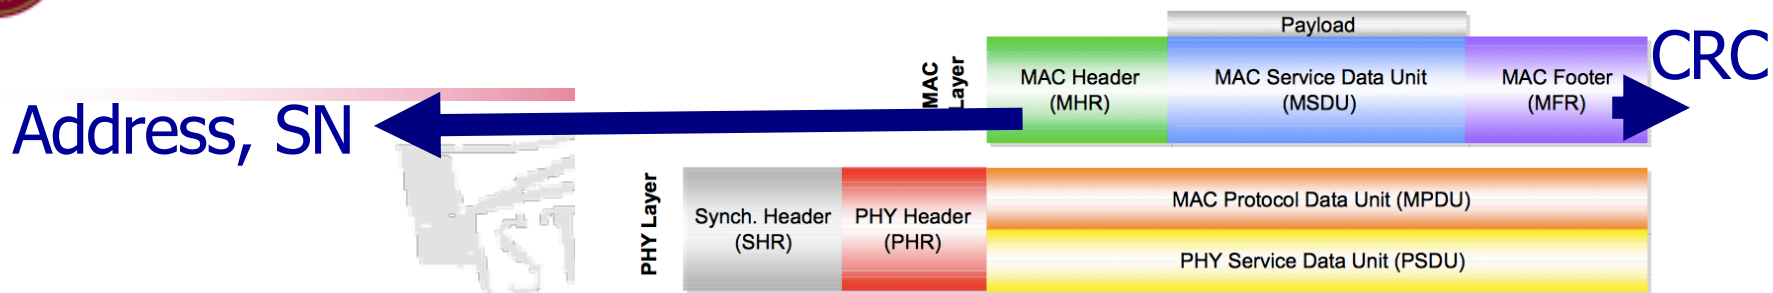 Payload
CRC
MAC
Layer
MAC Header
(MHR)
MAC Service Data Unit
(MSDU)
MAC Footer
(MFR)
Address, SN
PHY Layer
Synch. Header
(SHR)
PHY Header
(PHR)
MAC Protocol Data Unit (MPDU)
PHY Service Data Unit (PSDU)